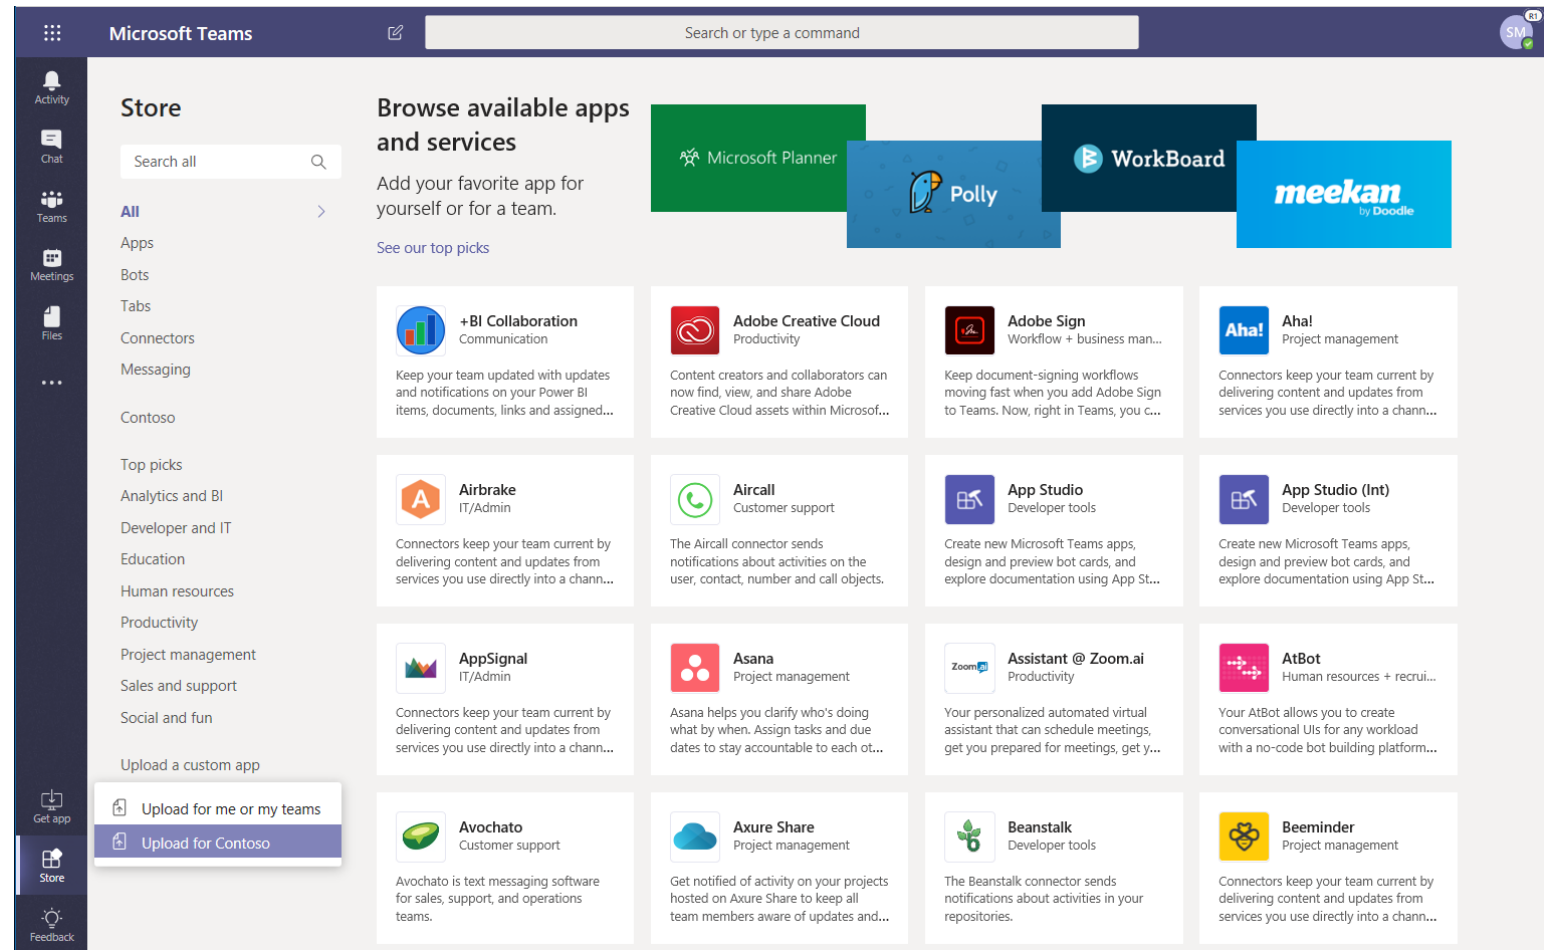 Microsoft Teams
Search or type a command
SM
R1
Activity
Chat
Teams
Meetings
Files
Get app
Store
Feedback
Store
Search all
All
Apps
Bots
Tabs
Connectors
Messaging
Contoso
Top picks
Analytics and BI
Developer and IT
Education
Human resources
Productivity
Project management
Sales and support
Social and fun
Upload a custom app
Upload for me or my teams
Upload for Contoso
Browse available apps
and services
Add your favorite app for
yourself or for a team.
See our top picks
Microsoft Planner
Polly
WorkBoard
meekan
by Doodle
+BI Collaboration
Communication
Keep your team updated with updates
and notifications on your Power BI
items, documents, links and assigned...
Adobe Creative Cloud
Productivity
Content creators and collaborators can
now find, view, and share Adobe
Creative Cloud assets within Microsof...
Adobe Sign
Workflow + business man...
Keep document-signing workflows
moving fast when you add Adobe Sign
to Teams. Now, right in Teams, you c...
Aha!
Aha!
Project management
Connectors keep your team current by
delivering content and updates from
services you use directly into a chann...
A
Airbrake
IT/Admin
Connectors keep your team current by
delivering content and updates from
services you use directly into a chann...
Aircall
Customer support
The Aircall connector sends
notifications about activities on the
user, contact, number and call objects.
App Studio
Developer tools
Create new Microsoft Teams apps,
design and preview bot cards, and
explore documentation using App St...
App Studio (Int)
Developer tools
Create new Microsoft Teams apps,
design and preview bot cards, and
explore documentation using App St...
AppSignal
IT/Admin
Connectors keep your team current by
delivering content and updates from
services you use directly into a chann...
Asana
Project management
Asana helps you clarify who's doing
what by when. Assign tasks and due
dates to stay accountable to each ot...
Zoom.ai
Assistant @ Zoom.ai
Productivity
Your personalized automated virtual
assistant that can schedule meetings,
get you prepared for meetings, get y...
AtBot
Human resources + recrui...
Your AtBot allows you to create
conversational UIs for any workload
with a no-code bot building platform...
Avochato
Customer support
Avochato is text messaging software
for sales, support, and operations
teams.
Axure Share
Project management
Get notified of activity on your projects
hosted on Axure Share to keep all
team members aware of updates and...
Beanstalk
Developer tools
The Beanstalk connector sends
notifications about activities in your
repositories.
Beeminder
Project management
Connectors keep your team current by
delivering content and updates from
services you use directly into a chann...